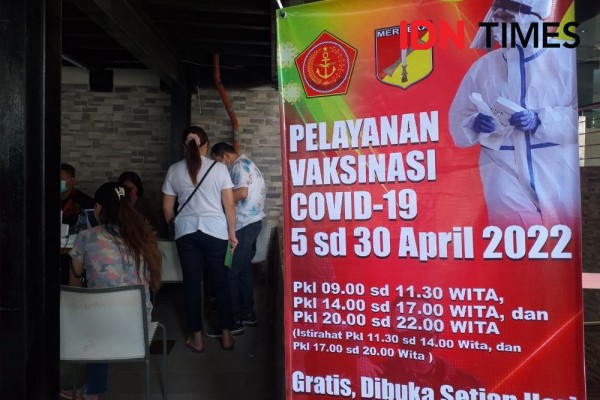 IDN TIMES
PELAYANAN
VAKSINASI
COVID-19
5 sd 30 April 2022
Pkl 09.00 sd 11.30 WITA,
Pkl 14.00 sd 17.00 WITA, dan
Pkl 20.00 sd 22.00 WITA
(Istirahat Pkl 11.30 sd 14.00 Wita, dan
Pkl 17.00 sd 20.00 Wita )
Gratis, Dibuka Setiap Hari